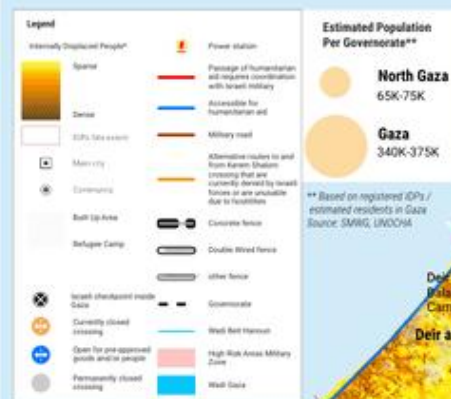 Legend
Internally Displaced People*
Sparse
Dense
IDPs Site extent
Main city
Community
Built Up Area
Refugee Camp
Israeli checkpoint inside
Gaza
Currently closed
crossing
Open for pre-approved
goods and/or people
Permanently closed
crossing
Power station
Passage of humanitarian
aid requires coordination
with Israeli military
Accessible for
humanitarian aid
Military road
Alternative routes to and
from Kerem Shalom
crossing that are
currently denied by Israeli
forces or are unusable
due to hostilities
Concrete fence
Double Wired fence
other fence
Governorate
Wadi Beit Hanoun
High Risk Areas Military
Zone
Wadi Gaza
Estimated Population
Per Governorate**
North Gaza
65K-75K
Gaza
340K-375K
** Based on registered IDPs /
estimated residents in Gaza
Source: SMWG, UNOCHA
Deir
Bala
Cam
Deir a